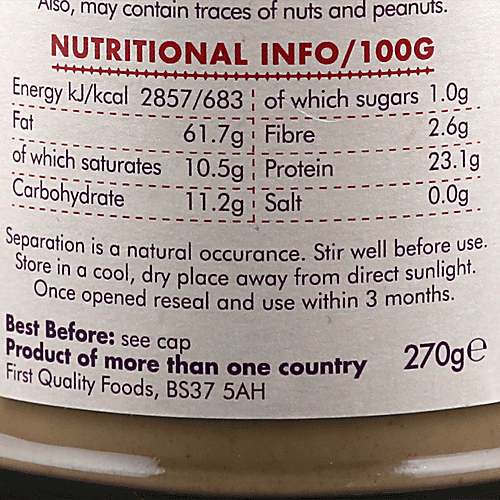 Also, may contain traces of nuts and peanuts.
NUTRITIONAL INFO/100G
Energy kJ/kcal 2857/683 of which sugars 1.0g
Fat 61.7g Fibre 2.6g
of which saturates 10.5g Protein 23.1g
Carbohydrate 11.2g Salt 0.0g
Separation is a natural occurance. Stir well before use.
Store in a cool, dry place away from direct sunlight.
Once opened reseal and use within 3 months.
Best Before: see cap
Product of more than one country 270g℮
First Quality Foods, BS37 5AH